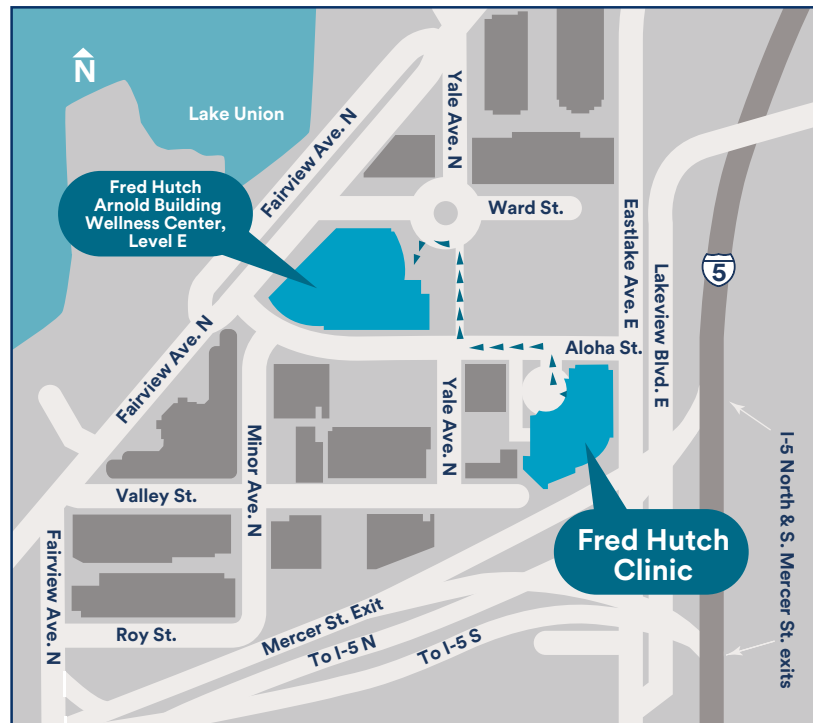 N
Lake Union
Fairview Ave. N
Yale Ave. N
Fred Hutch
Arnold Building
Wellness Center,
Level E
Ward St.
Eastlake Ave. E
Lakeview Blvd. E
5
Aloha St.
Fairview Ave. N
Yale Ave. N
Minor Ave. N
Valley St.
I-5 North & S. Mercer St. exits
Fred Hutch
Clinic
Fairview Ave. N
Roy St.
Mercer St. Exit
To I-5 N
To I-5 S